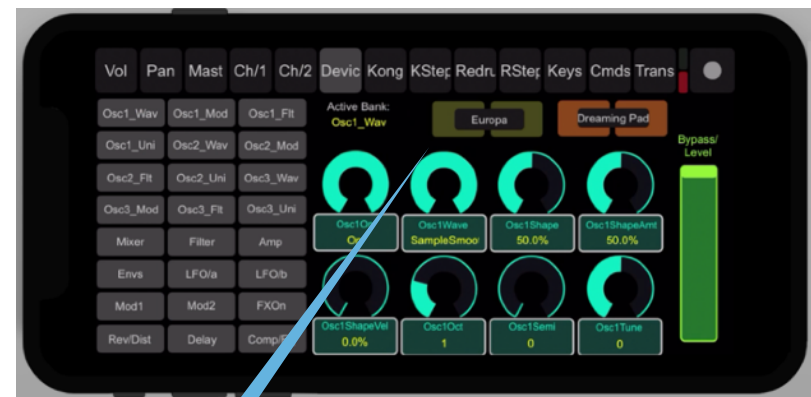 Vol Pan Mast Ch/1 Ch/2 Devic Kong KStep Redru RStep Keys Cmds Trans
Osc1_Wav Osc1_Mod Osc1_Flt
Active Bank:
Osc1_Wav
Europa
Dreaming Pad
Osc1_Uni Osc2_Wav Osc2_Mod
Bypass/
Level
Osc2_Flt Osc2_Uni Osc3_Wav
Osc3_Mod Osc3_Flt Osc3_Uni
Osc1Wave Osc1Shape Osc1ShapeAmt
SampleSmoo 50.0% 50.0%
Mixer Filter Amp
Envs LFO/a LFO/b
Mod1 Mod2 FXOn
Osc1ShapeVel Osc1Oct Osc1Semi Osc1Tune
0.0% 1 0 0
Rev/Dist Delay